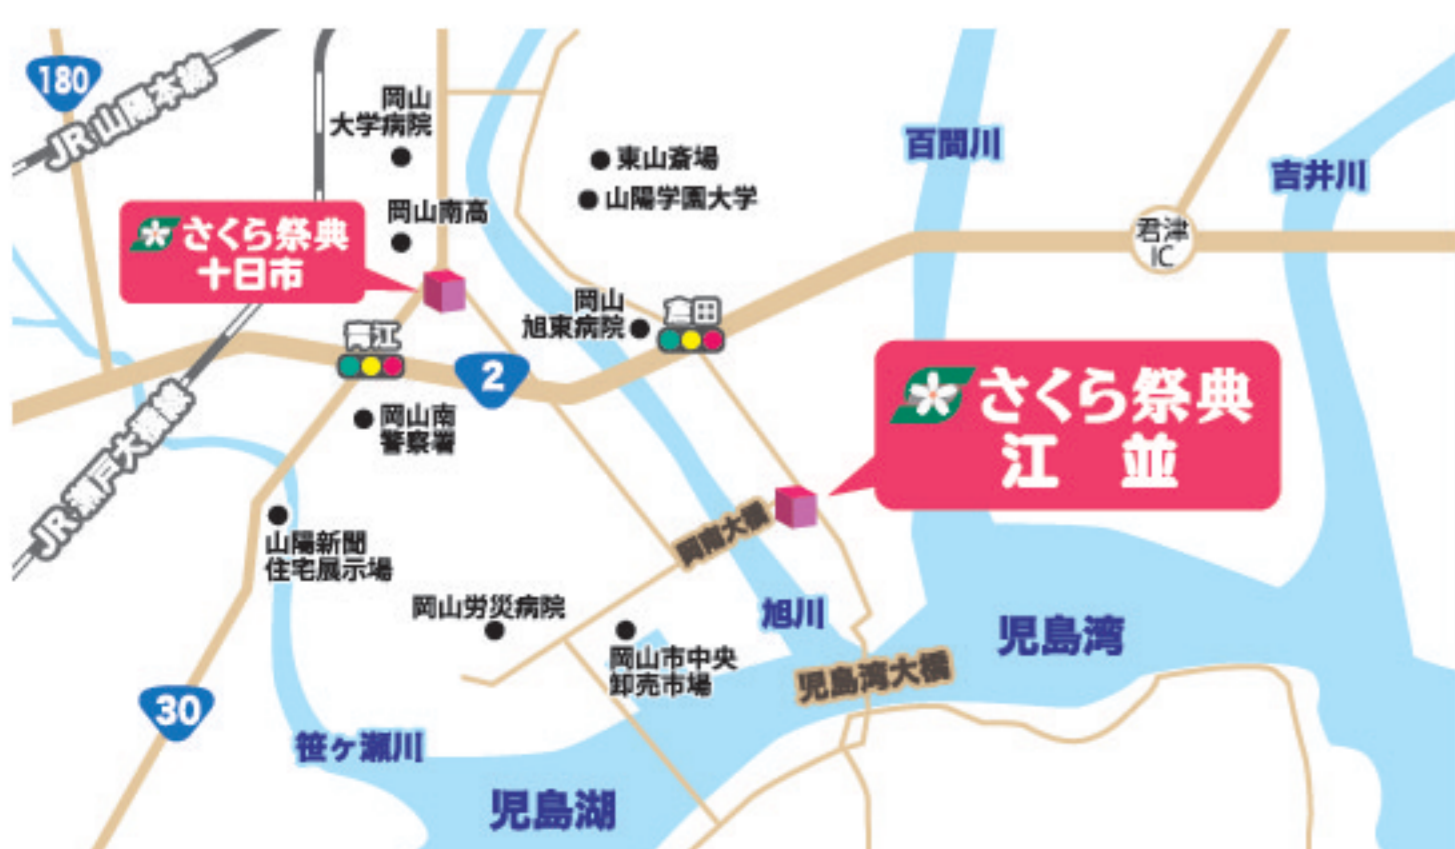 180
JR山陽本線
岡山
大学病院
東山斎場
山陽学園大学
百間川
吉井川
岡山南高
さくら祭典
十日市
君津
IC
岡山
旭東病院
倉田
青江
2
岡山南
警察署
さくら祭典
江 並
JR瀬戸大橋線
岡南大橋
山陽新聞
住宅展示場
岡山労災病院
旭川
児島湾
岡山市中央
卸売市場
児島湾大橋
30
笹ヶ瀬川
児島湖